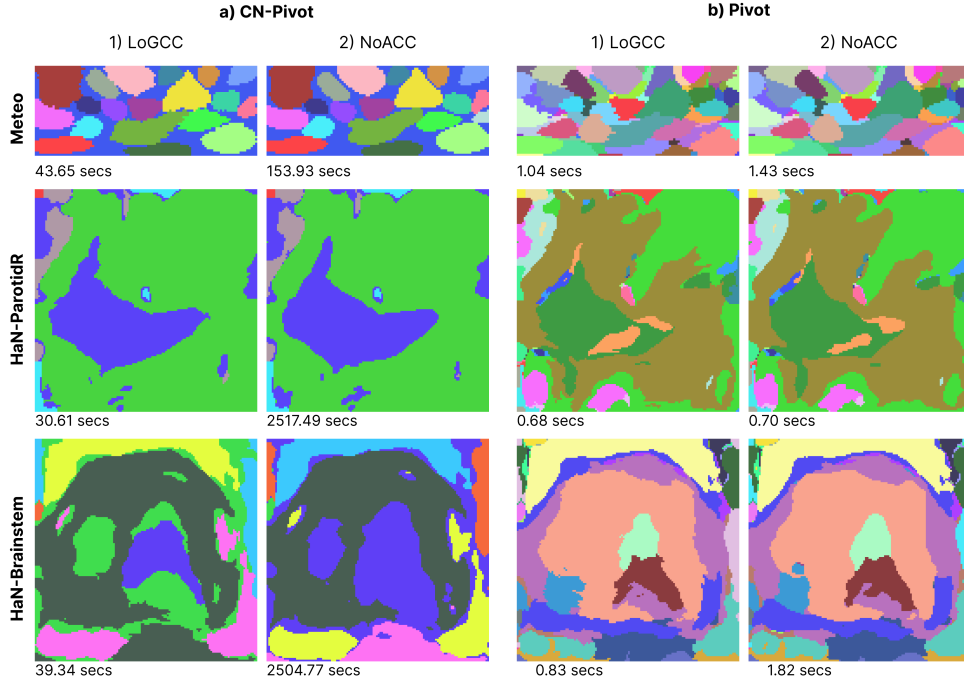 a) CN-Pivot
b) Pivot
1) LoGCC
2) NoACC
1) LoGCC
2) NoACC
Meteo
43.65 secs
153.93 secs
1.04 secs
1.43 secs
HaN-ParotidR
30.61 secs
2517.49 secs
0.68 secs
0.70 secs
HaN-Brainstem
39.34 secs
2504.77 secs
0.83 secs
1.82 secs